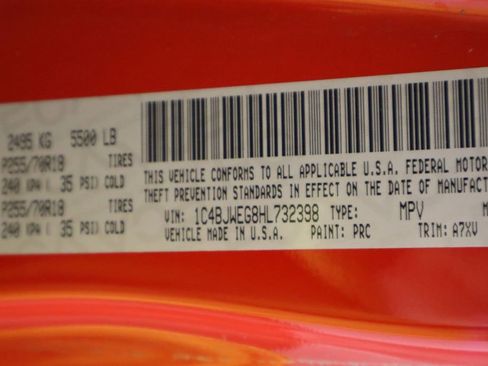 2495 KG 5500 LB
P255/70R18 TIRES
240 KPA( 35 PSI) COLD
P255/70R18 TIRES
240 KPA( 35 PSI) COLD
THIS VEHICLE CONFORMS TO ALL APPLICABLE U.S.A. FEDERAL MOTOR
THEFT PREVENTION STANDARDS IN EFFECT ON THE DATE OF MANUFACT
VIN: 1C4BJWEG8HL732398 TYPE: MPV
VEHICLE MADE IN U.S.A. PAINT: PRC TRIM: A7XV